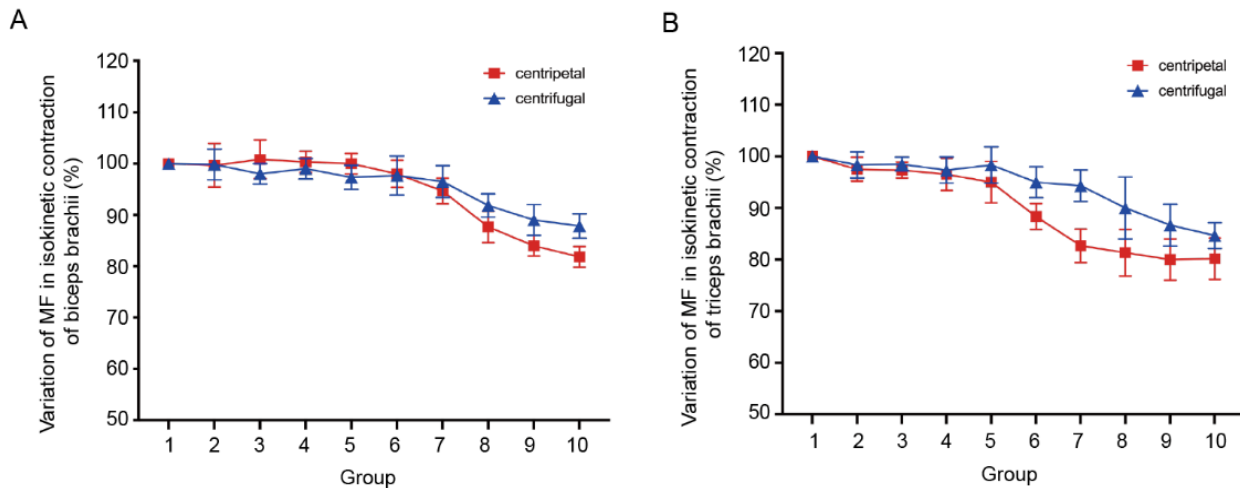 A
Variation of MF in isokinetic contraction
of biceps brachii (%)
120
110
100
90
80
70
60
50
centripetal
centrifugal
1 2 3 4 5 6 7 8 9 10
Group
B
Variation of MF in isokinetic contraction
of triceps brachii (%)
120
110
100
90
80
70
60
50
centripetal
centrifugal
1 2 3 4 5 6 7 8 9 10
Group